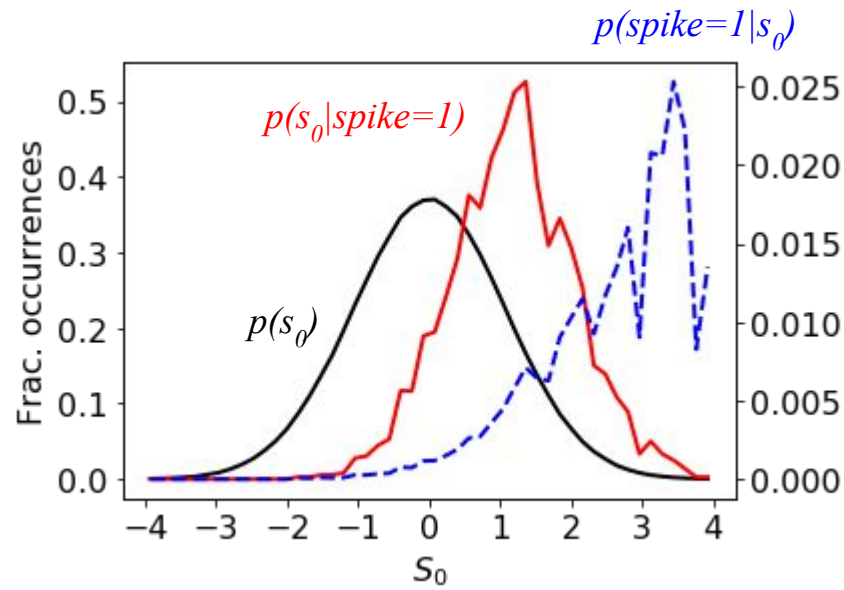 p(spike=1|s₀)
p(s₀|spike=1)
p(s₀)
Frac. occurrences
0.5
0.4
0.3
0.2
0.1
0.0
0.025
0.020
0.015
0.010
0.005
0.000
−4 −3 −2 −1 0 1 2 3 4
S₀